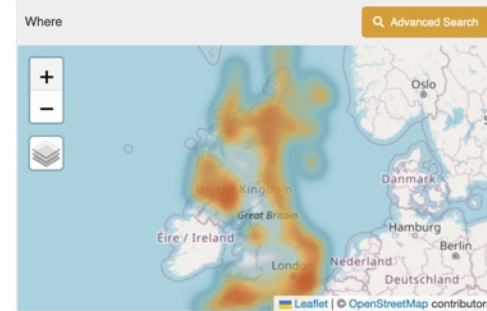 Where
Advanced Search
+
−
Oslo
United Kingdom
Danmark
Great Britain
Éire / Ireland
Hamburg
Berlin
London
Nederland
Deutschland
Leaflet | © OpenStreetMap contributors